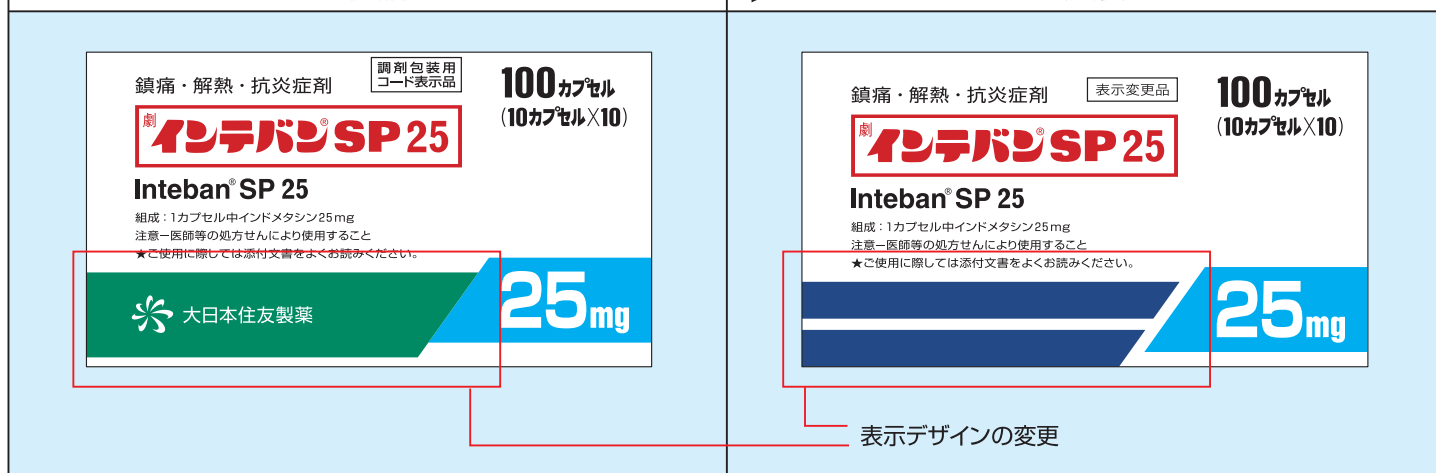 鎮痛・解熱・抗炎症剤
調剤包装用
コード表示品
100カプセル
(10カプセル×10)
劇 インテバン® SP 25
Inteban® SP 25
組成:1カプセル中インドメタシン25mg
注意－医師等の処方せんにより使用すること
★ご使用に際しては添付文書をよくお読みください。
大日本住友製薬
25mg
鎮痛・解熱・抗炎症剤
表示変更品
100カプセル
(10カプセル×10)
劇 インテバン® SP 25
Inteban® SP 25
組成:1カプセル中インドメタシン25mg
注意－医師等の処方せんにより使用すること
★ご使用に際しては添付文書をよくお読みください。
25mg
表示デザインの変更